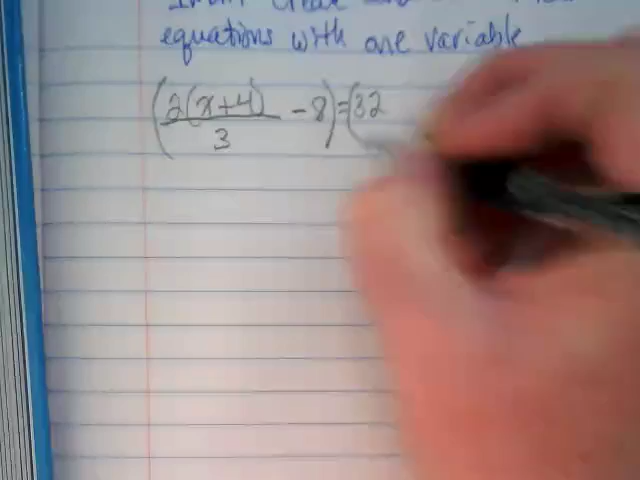 equations with one variable
(2(x+4)/3 - 8) = (32